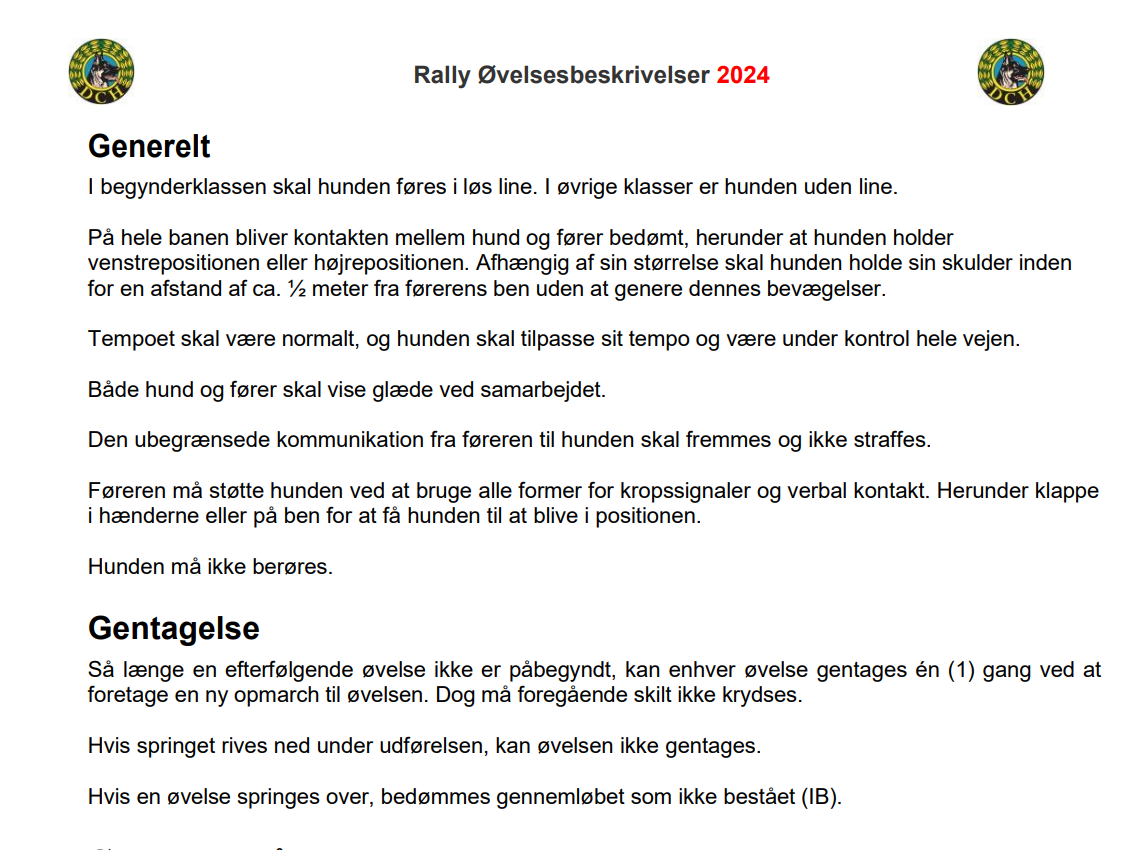 DCH
Rally Øvelsesbeskrivelser 2024
DCH
Generelt
I begynderklassen skal hunden føres i løs line. I øvrige klasser er hunden uden line.
På hele banen bliver kontakten mellem hund og fører bedømt, herunder at hunden holder
venstrepositionen eller højrepositionen. Afhængig af sin størrelse skal hunden holde sin skulder inden
for en afstand af ca. ½ meter fra førerens ben uden at genere dennes bevægelser.
Tempoet skal være normalt, og hunden skal tilpasse sit tempo og være under kontrol hele vejen.
Både hund og fører skal vise glæde ved samarbejdet.
Den ubegrænsede kommunikation fra føreren til hunden skal fremmes og ikke straffes.
Føreren må støtte hunden ved at bruge alle former for kropssignaler og verbal kontakt. Herunder klappe
i hænderne eller på ben for at få hunden til at blive i positionen.
Hunden må ikke berøres.
Gentagelse
Så længe en efterfølgende øvelse ikke er påbegyndt, kan enhver øvelse gentages én (1) gang ved at
foretage en ny opmarch til øvelsen. Dog må foregående skilt ikke krydses.
Hvis springet rives ned under udførelsen, kan øvelsen ikke gentages.
Hvis en øvelse springes over, bedømmes gennemløbet som ikke bestået (IB).